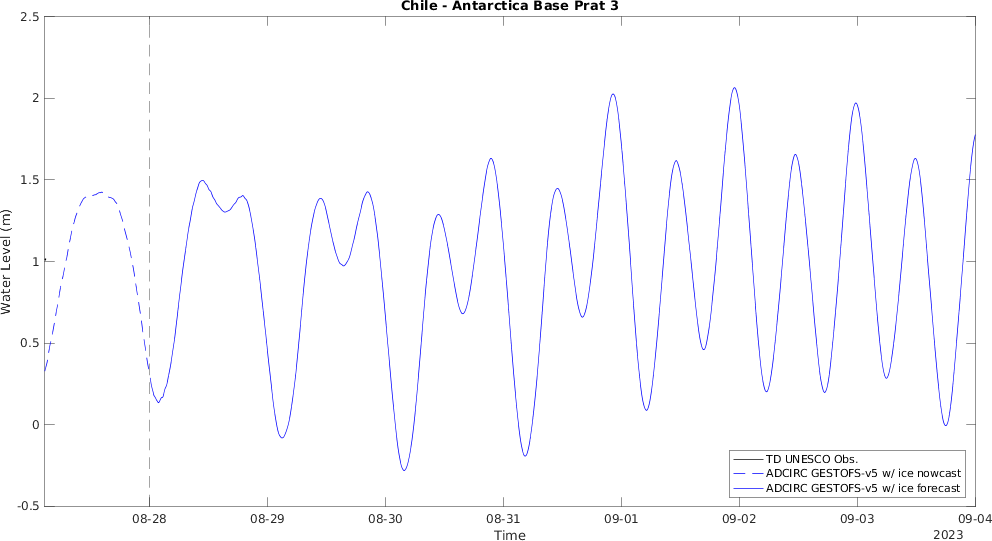 Chile - Antarctica Base Prat 3
2.5
2
1.5
1
0.5
0
-0.5
Water Level (m)
TD UNESCO Obs.
ADCIRC GESTOFS-v5 w/ ice nowcast
ADCIRC GESTOFS-v5 w/ ice forecast
08-28 08-29 08-30 08-31 09-01 09-02 09-03 09-04
Time
2023